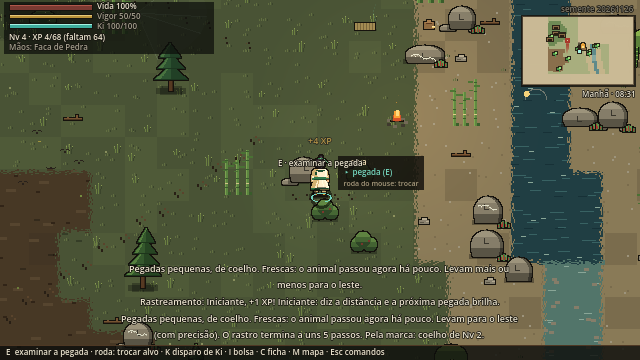 Vida 100%
Vigor 50/50
Ki 100/100
Nv 4 · XP 4/68 (faltam 64)
Mãos: Faca de Pedra
semente 20261126
Manhã · 08:31
+4 XP
E · examinar a pegada
pegada (E)
roda do mouse: trocar
Pegadas pequenas, de coelho. Frescas: o animal passou agora há pouco. Levam mais ou
menos para o leste.
Rastreamento: Iniciante, +1 XP! Iniciante: diz a distância e a próxima pegada brilha.
Pegadas pequenas, de coelho. Frescas: o animal passou agora há pouco. Levam para o leste
(com precisão). O rastro termina a uns 5 passos. Pela marca: coelho de Nv 2.
E examinar a pegada · roda: trocar alvo · K disparo de Ki · I bolsa · C ficha · M mapa · Esc comandos